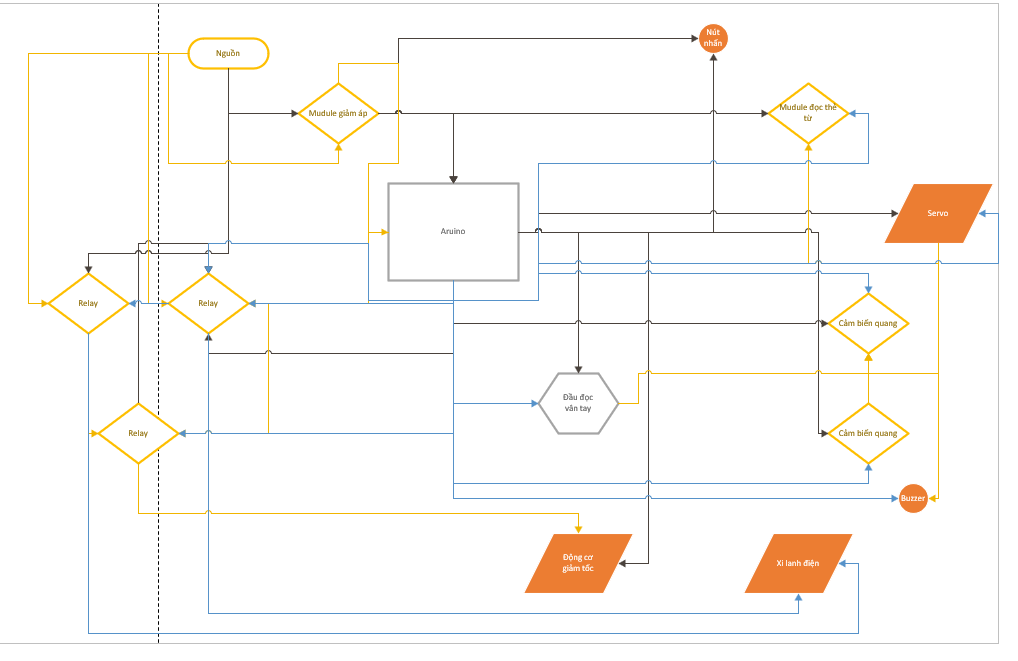 Nguồn
Nút
nhấn
Mudule giảm áp
Mudule đọc thẻ
từ
Servo
Aruino
Relay
Relay
Cảm biến quang
Đầu đọc
vân tay
Relay
Cảm biến quang
Buzzer
Động cơ
giảm tốc
Xi lanh điện